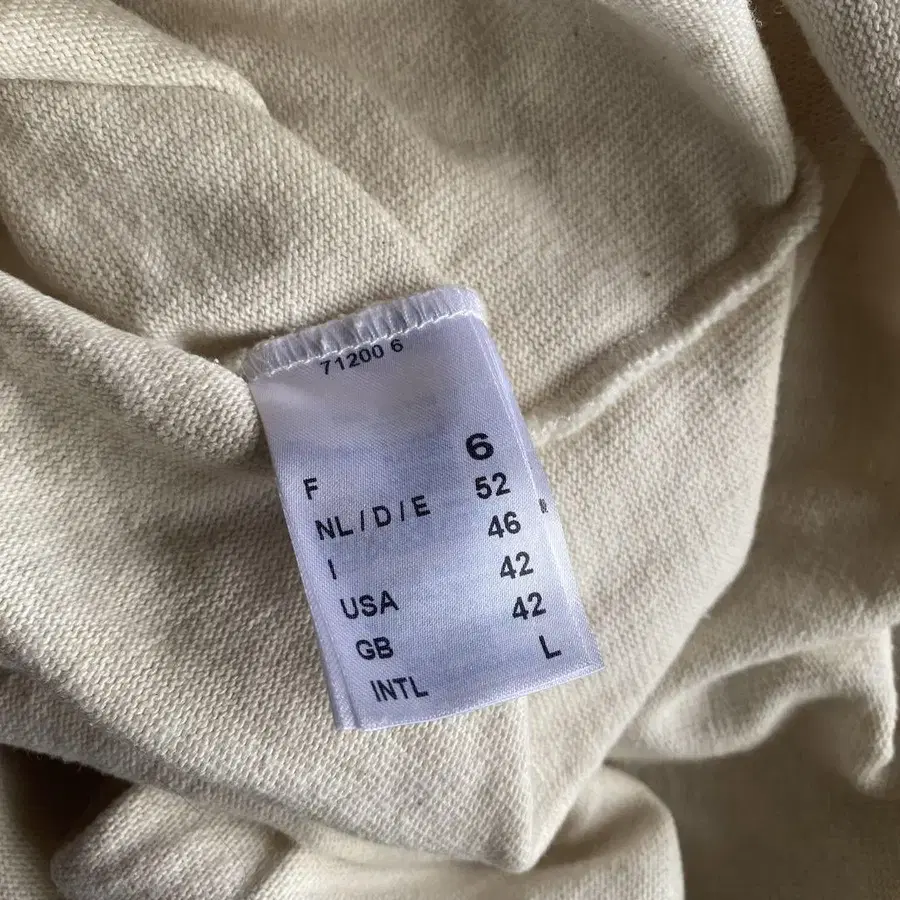 71200 6
F 6
NL / D / E 52
I 46
USA 42
GB 42
INTL L